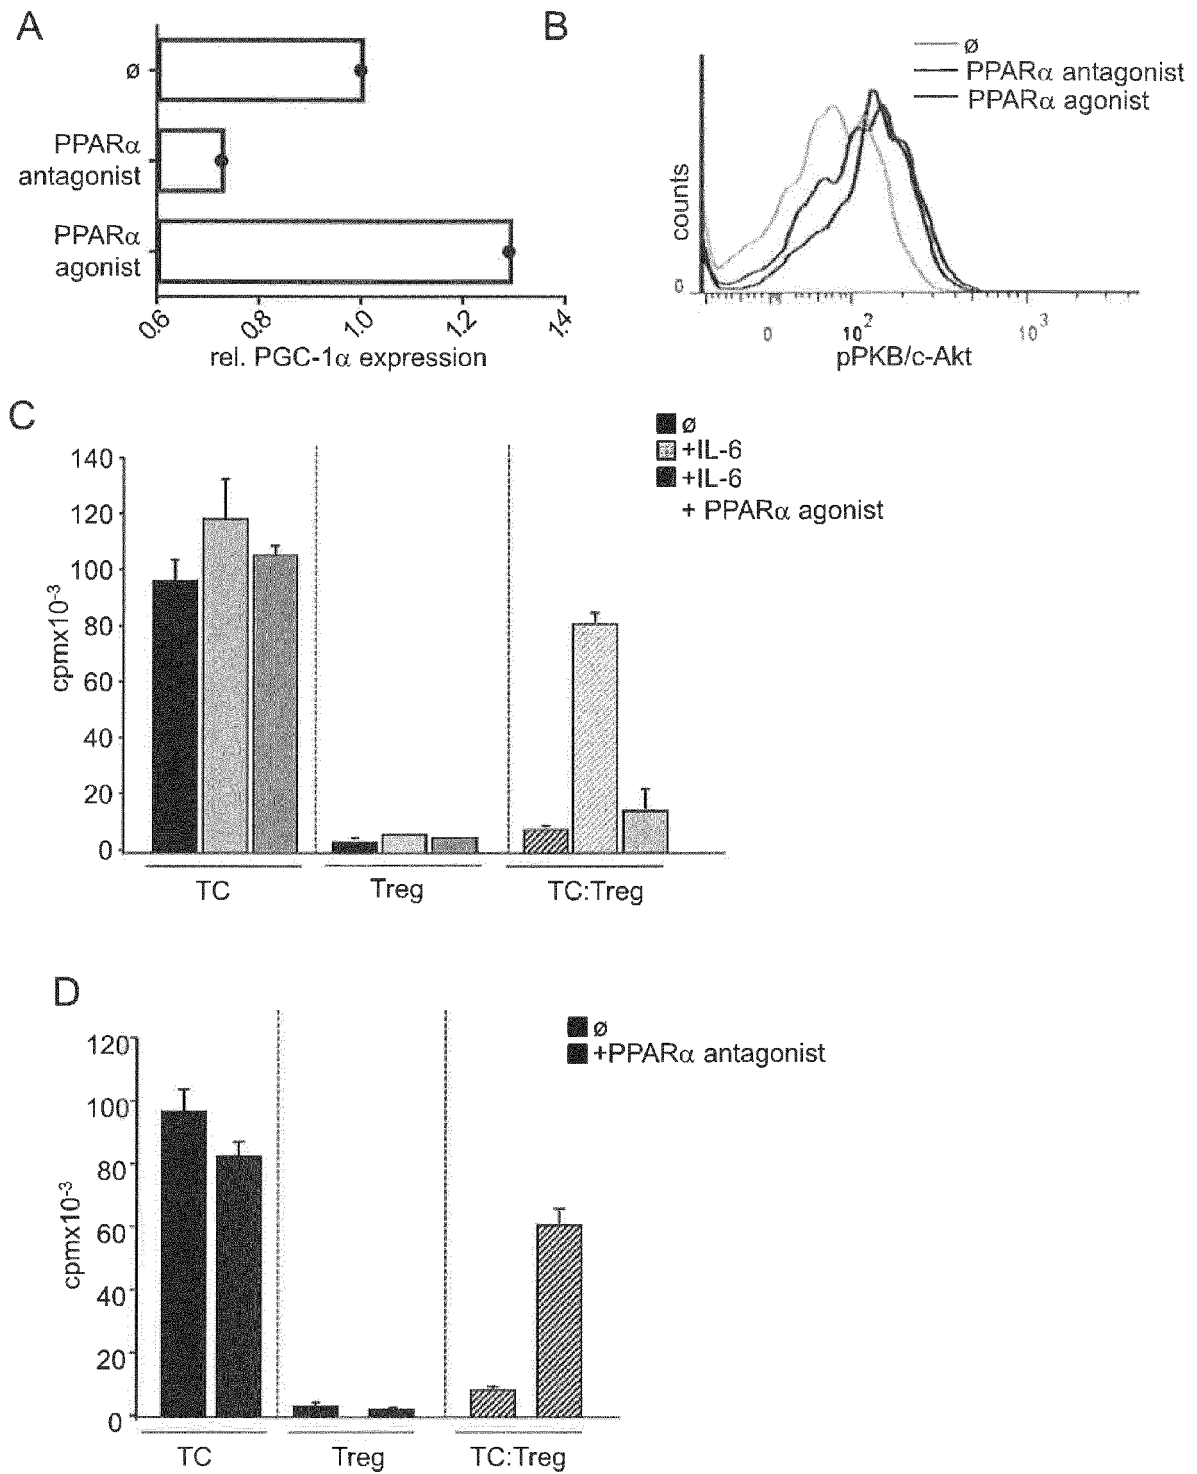 A
ø
PPARα
antagonist
PPARα
agonist
0.6 0.8 1.0 1.2 1.4
rel. PGC-1α expression
B
ø
PPARα antagonist
PPARα agonist
counts
0
0 10² 10³
pPKB/c-Akt
C
ø
+IL-6
+IL-6
+ PPARα agonist
140
120
100
80
60
40
20
0
cpmx10⁻³
TC Treg TC:Treg
D
ø
+PPARα antagonist
120
100
80
60
40
20
0
cpmx10⁻³
TC Treg TC:Treg